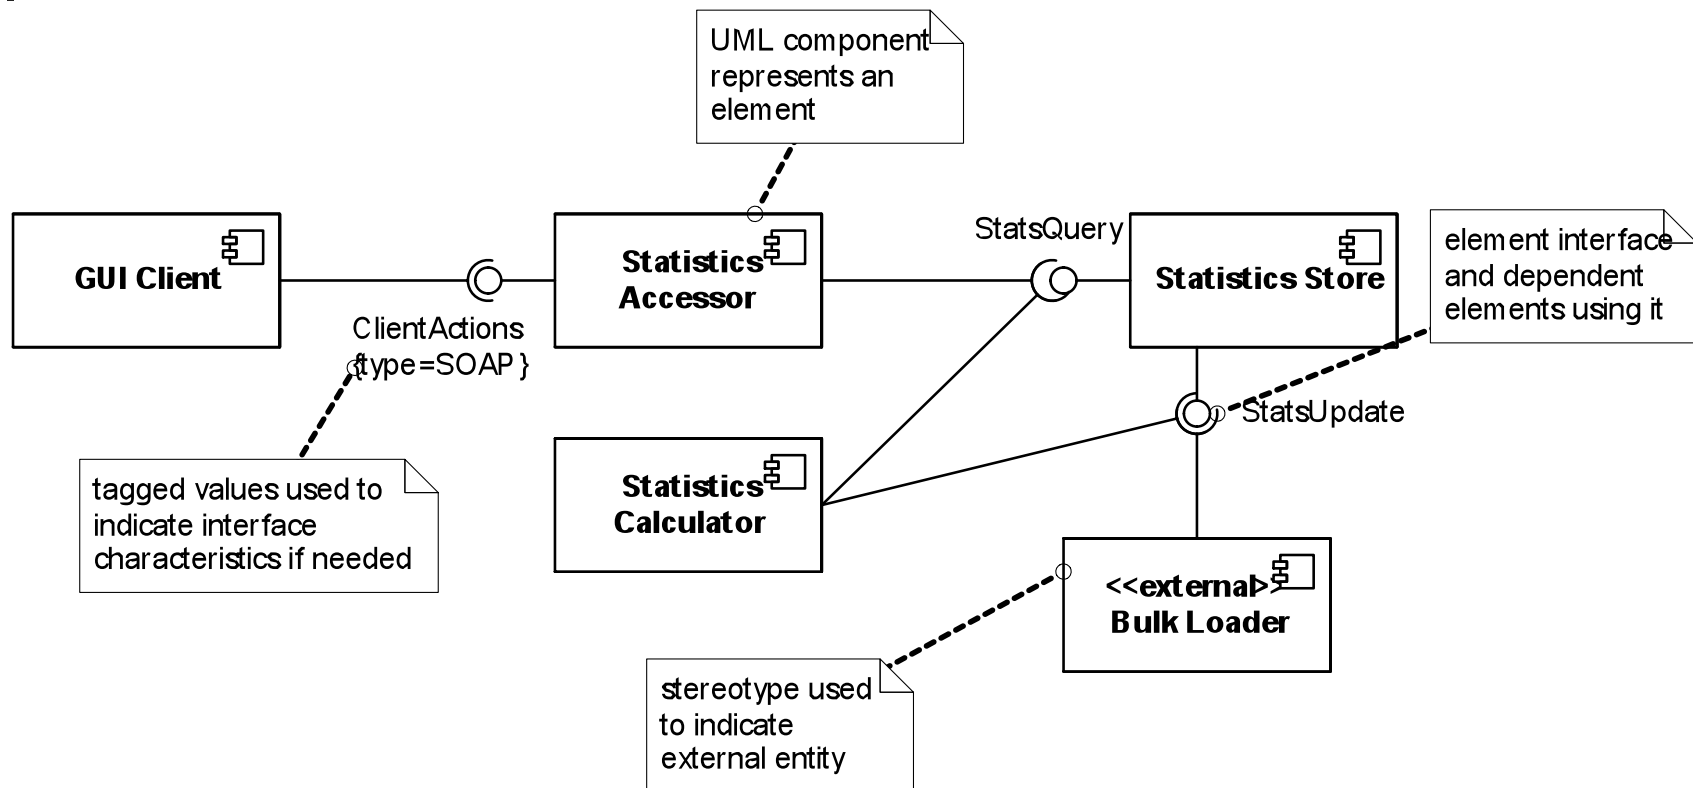 UML component
represents an
element
GUI Client
Statistics
Accessor
StatsQuery
Statistics Store
element interface
and dependent
elements using it
ClientActions
{type=SOAP}
StatsUpdate
tagged values used to
indicate interface
characteristics if needed
Statistics
Calculator
<<external>>
Bulk Loader
stereotype used
to indicate
external entity